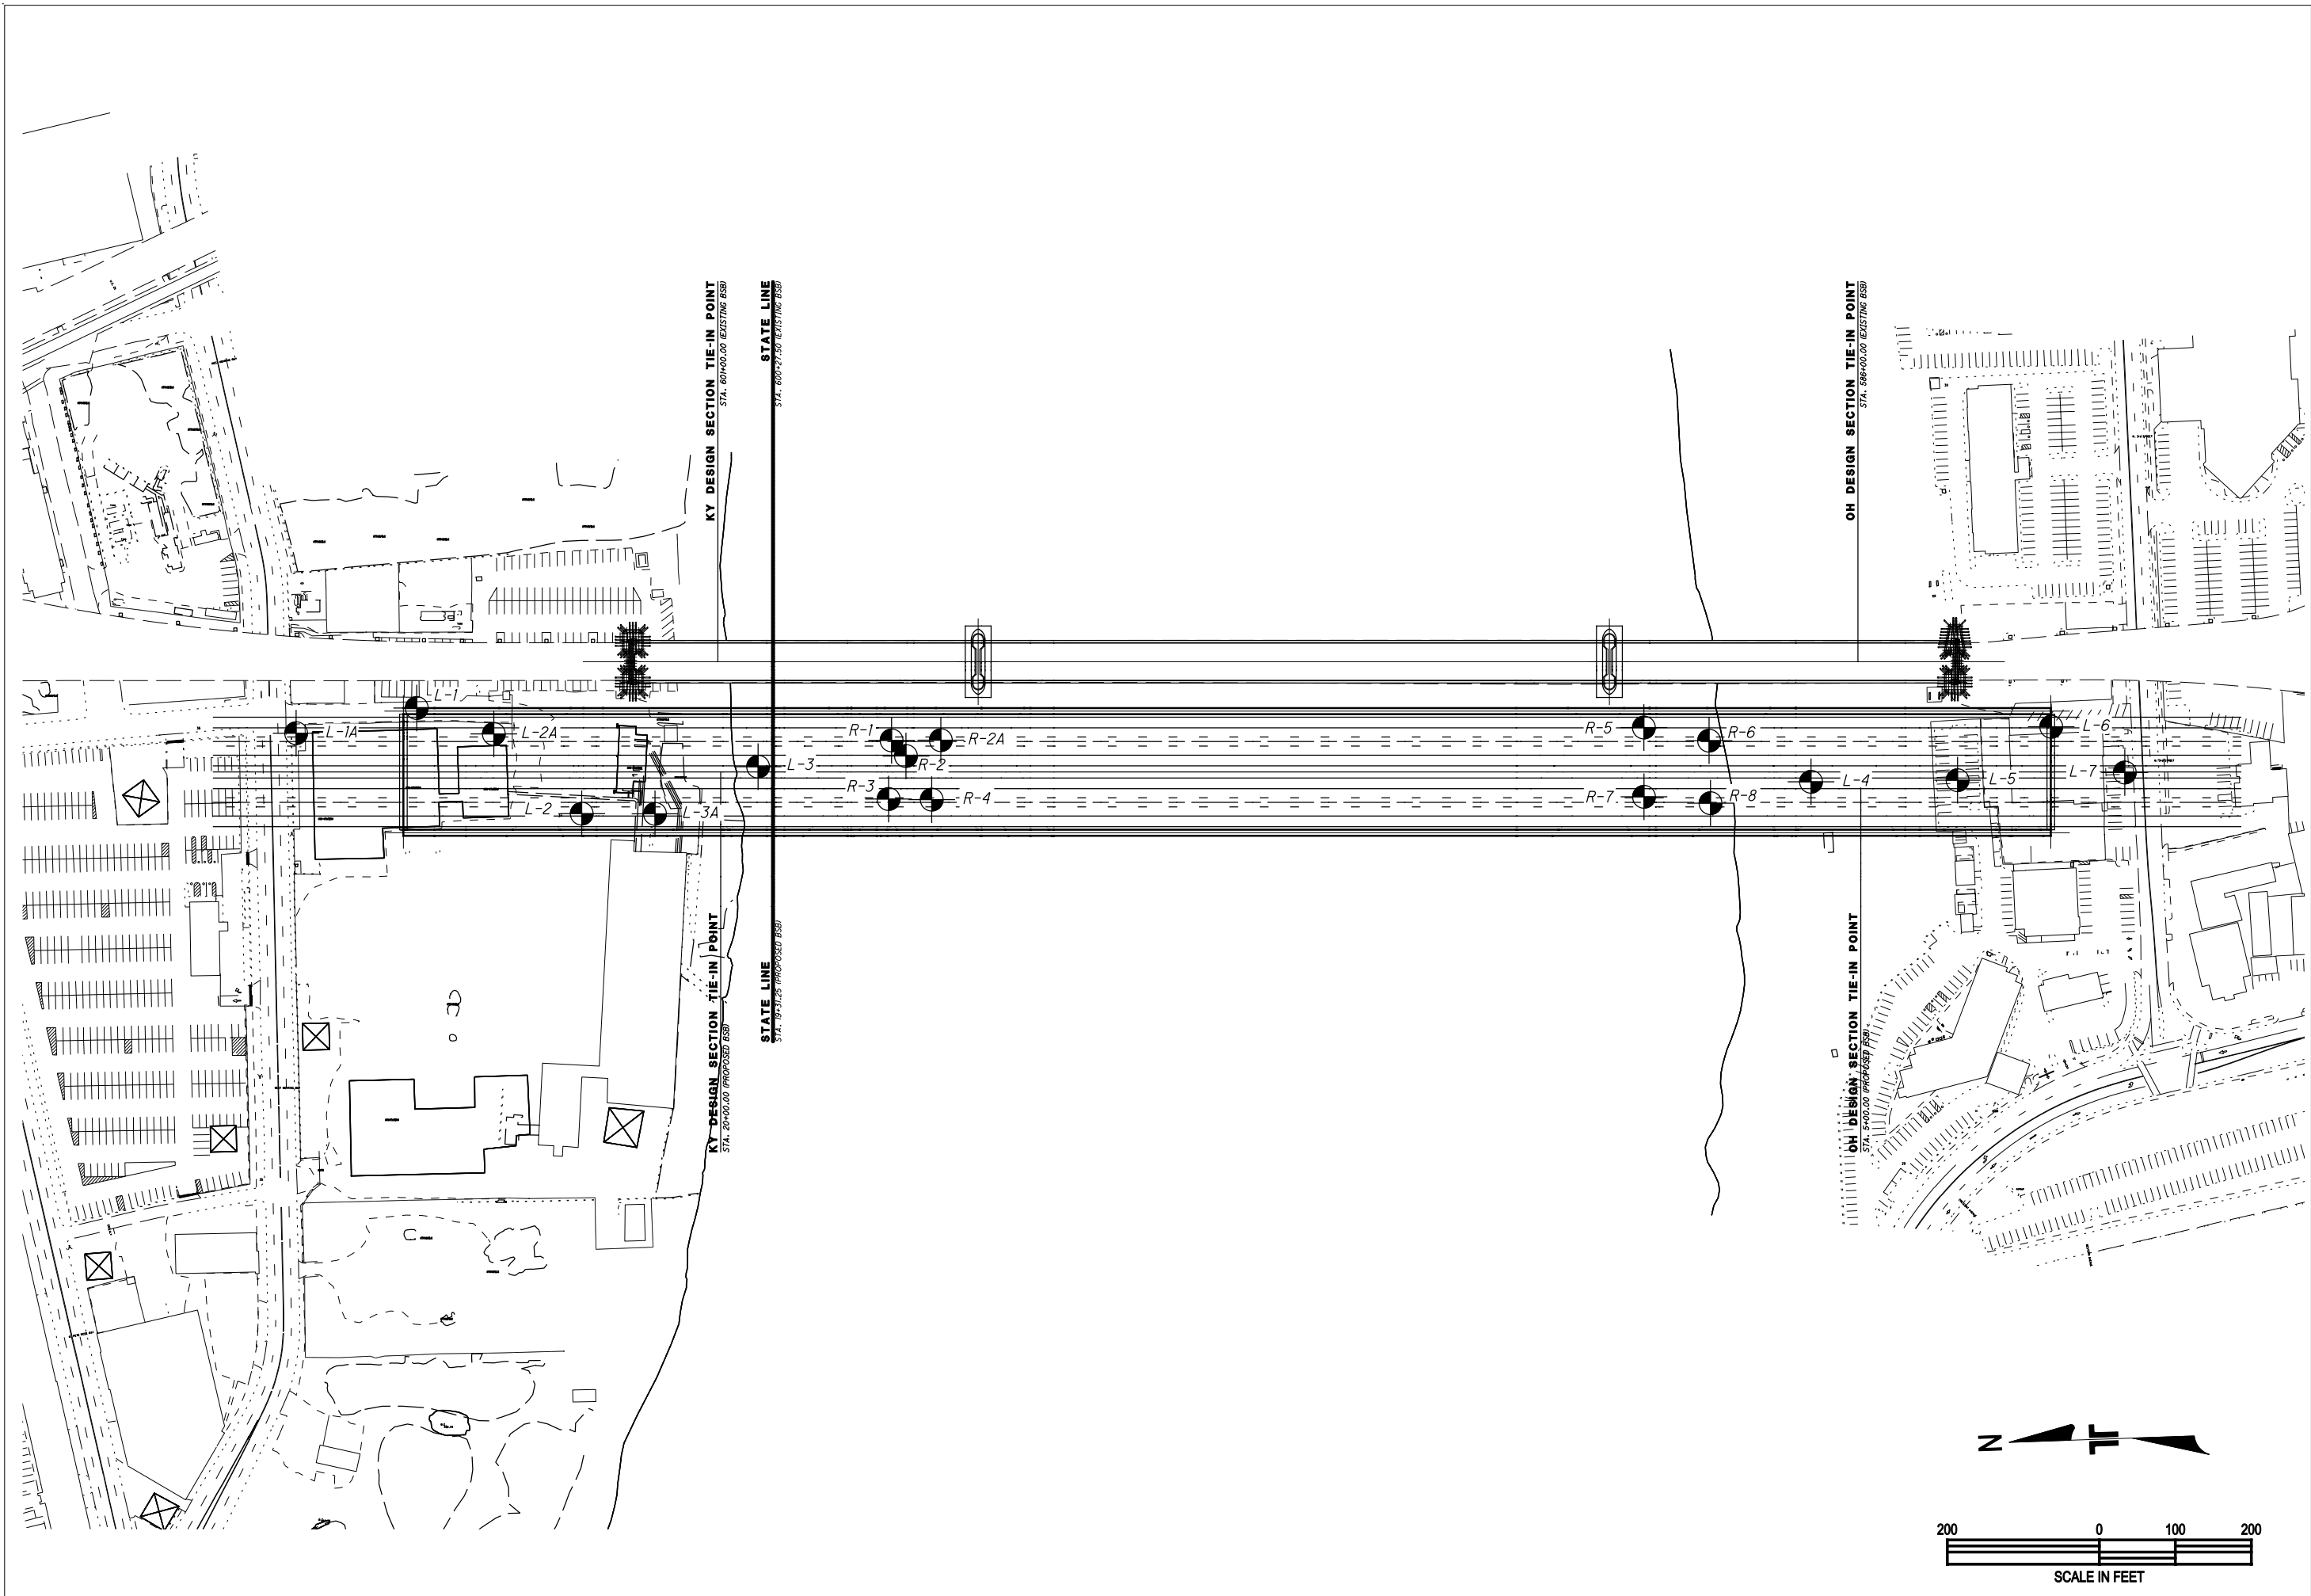 KY DESIGN SECTION TIE-IN POINT
STA. 601+00.00 (EXISTING BSB)
STATE LINE
STA. 600+27.50 (EXISTING BSB)
OH DESIGN SECTION TIE-IN POINT
STA. 586+00.00 (EXISTING BSB)
L-1
L-1A
L-2A
L-2
L-3A
L-3
R-1
R-2A
R-2
R-3
R-4
R-5
R-6
R-7
R-8
L-4
L-5
L-6
L-7
KY DESIGN SECTION TIE-IN POINT
STA. 20+00.00 (PROPOSED BSB)
STATE LINE
STA. 19+31.25 (PROPOSED BSB)
OH DESIGN SECTION TIE-IN POINT
STA. 5+00.00 (PROPOSED BSB)
N
200 0 100 200
SCALE IN FEET